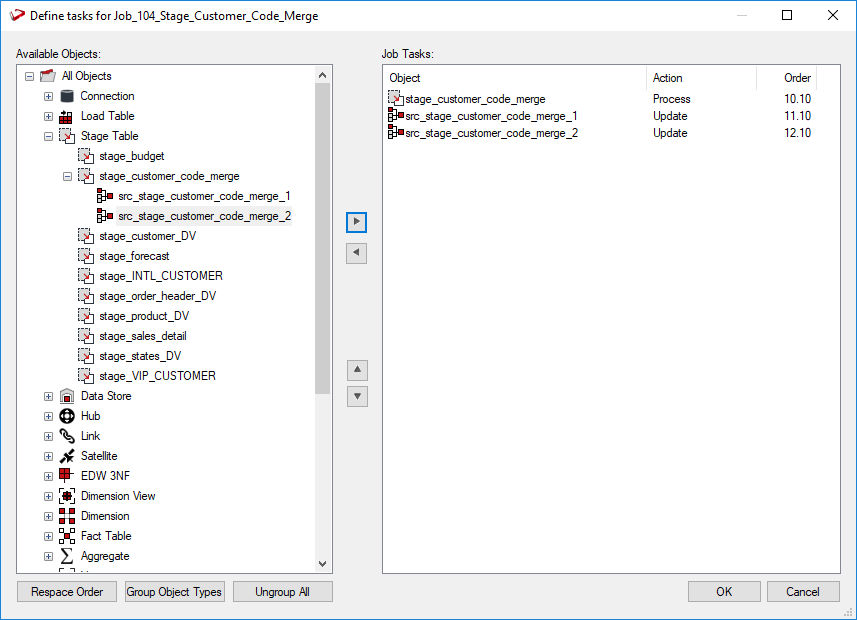 Define tasks for Job_104_Stage_Customer_Code_Merge
Available Objects:
All Objects
Connection
Load Table
Stage Table
stage_budget
stage_customer_code_merge
src_stage_customer_code_merge_1
src_stage_customer_code_merge_2
stage_customer_DV
stage_forecast
stage_INTL_CUSTOMER
stage_order_header_DV
stage_product_DV
stage_sales_detail
stage_states_DV
stage_VIP_CUSTOMER
Data Store
Hub
Link
Satellite
EDW 3NF
Dimension View
Dimension
Fact Table
Aggregate
Job Tasks:
Object Action Order
stage_customer_code_merge Process 10.10
src_stage_customer_code_merge_1 Update 11.10
src_stage_customer_code_merge_2 Update 12.10
Respace Order Group Object Types Ungroup All OK Cancel